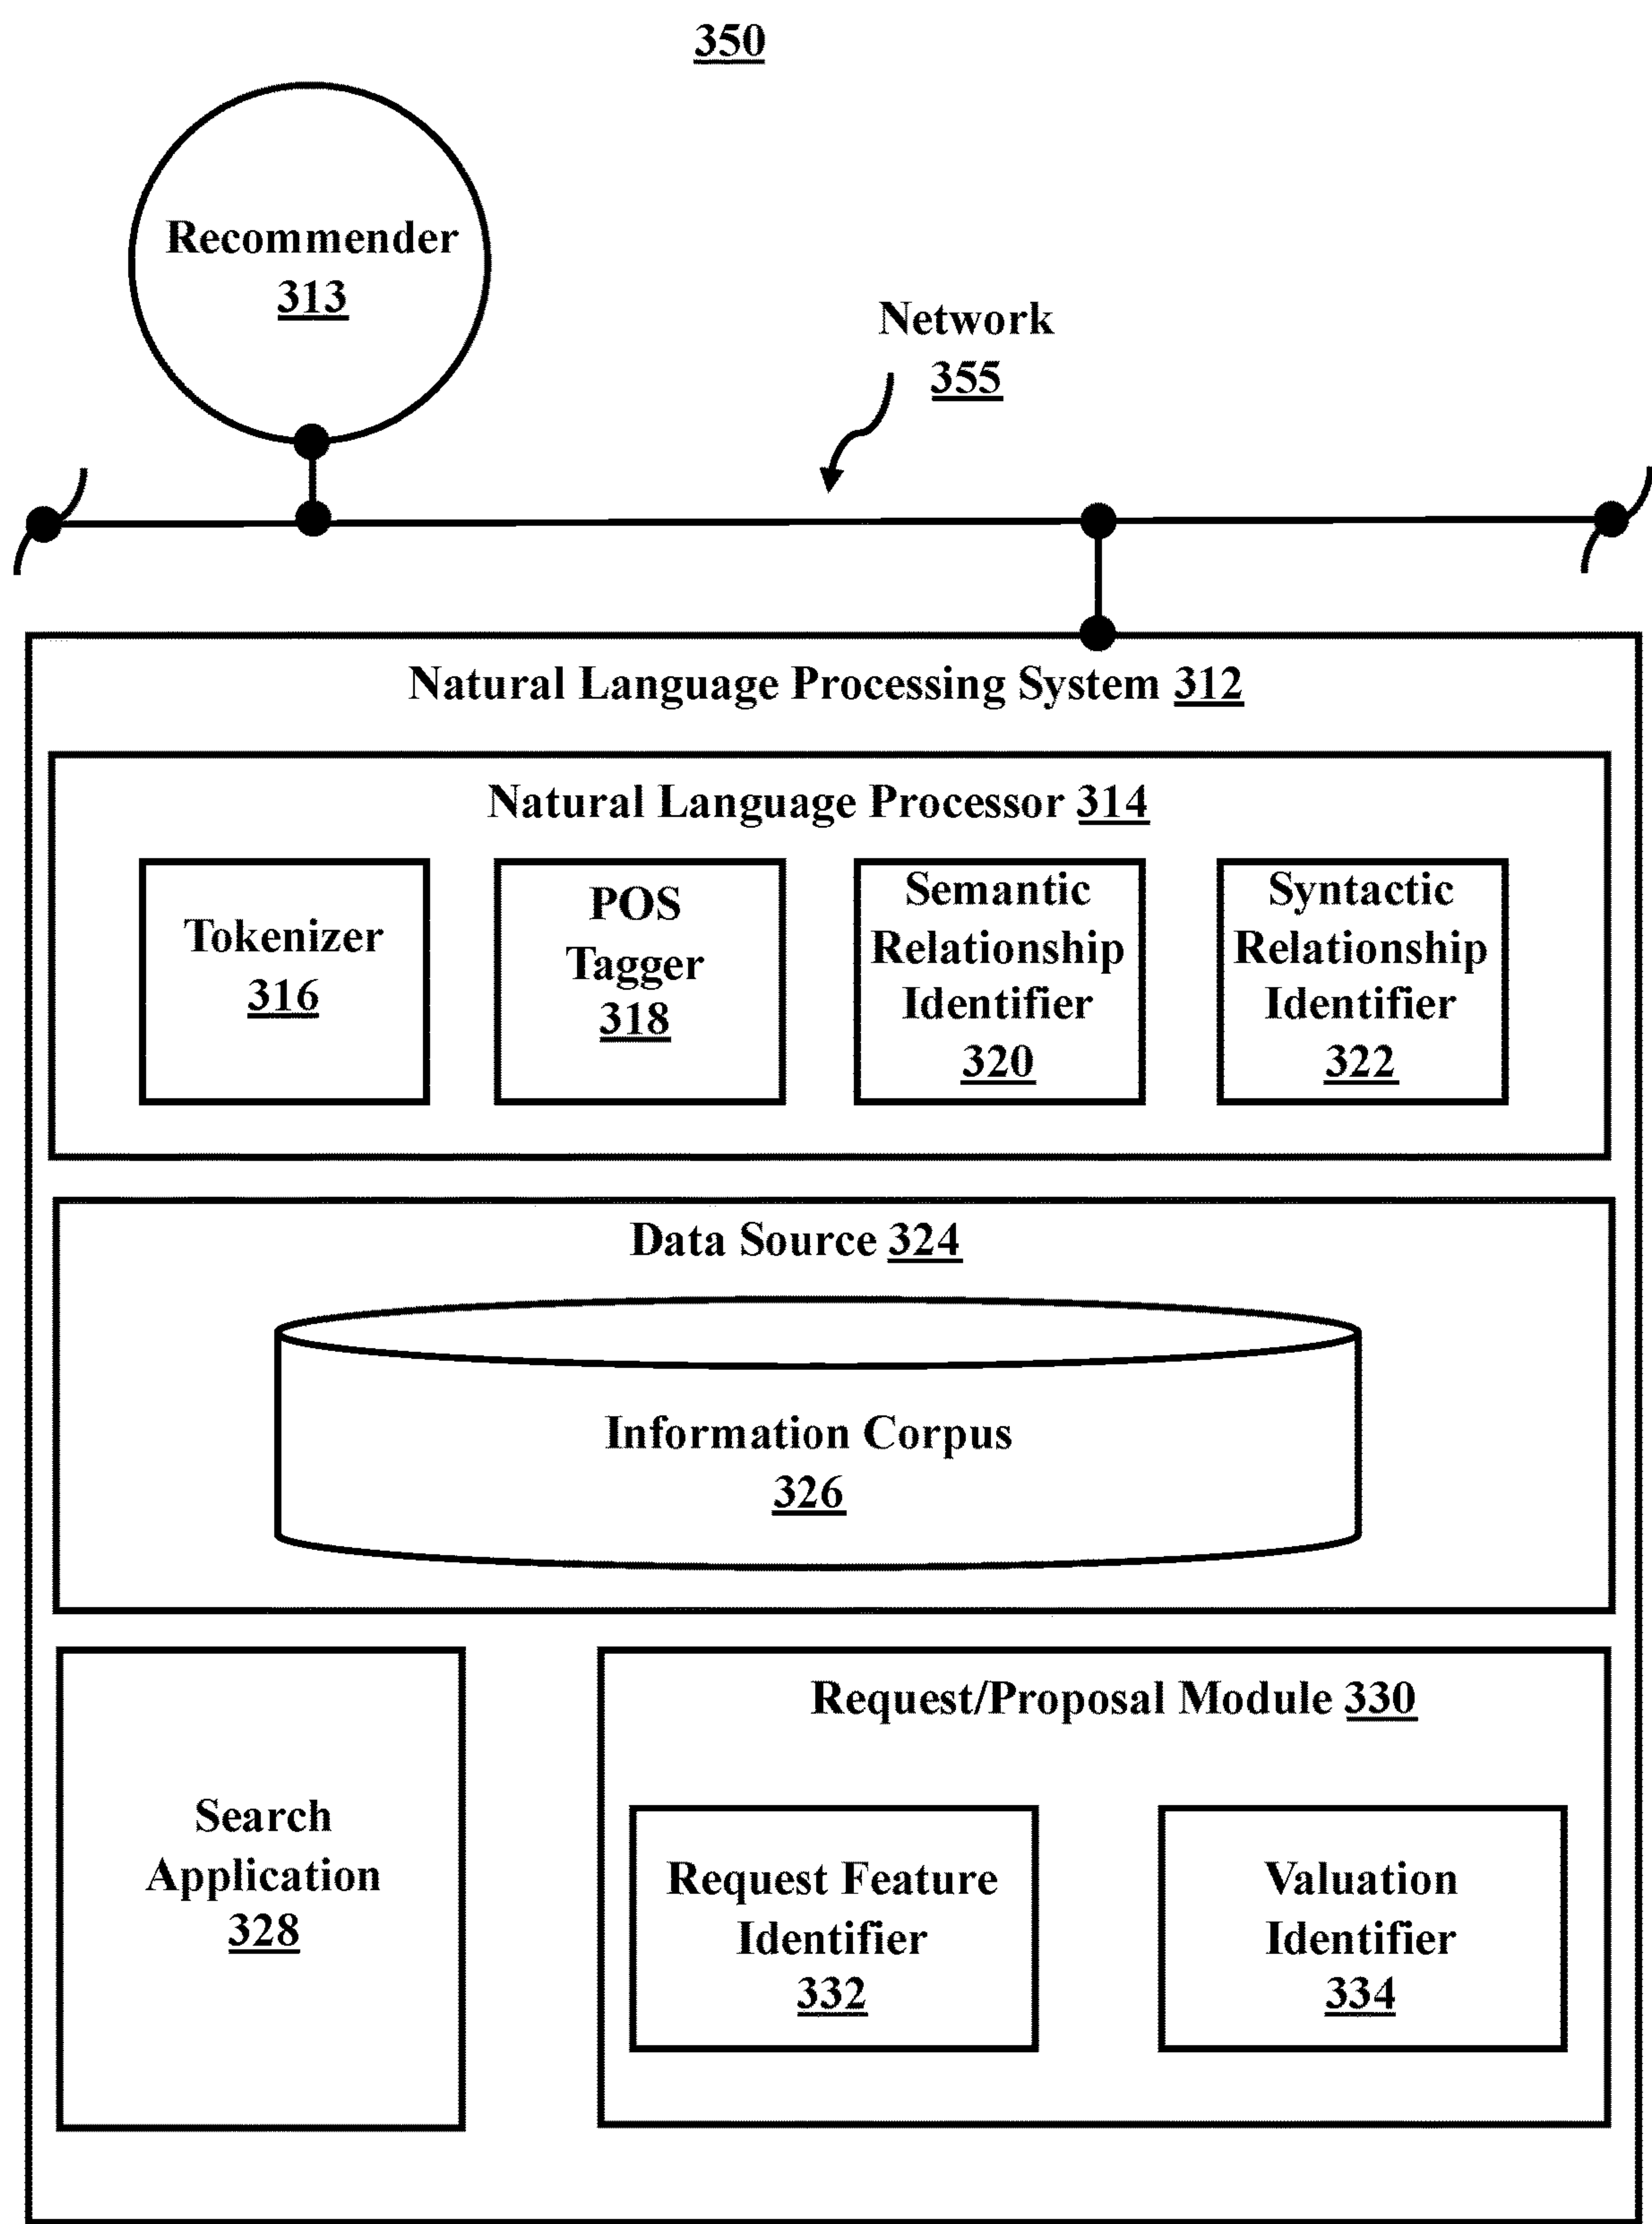 350
Recommender
313
Network
355
Natural Language Processing System 312
Natural Language Processor 314
Tokenizer
316
POS
Tagger
318
Semantic
Relationship
Identifier
320
Syntactic
Relationship
Identifier
322
Data Source 324
Information Corpus
326
Search
Application
328
Request/Proposal Module 330
Request Feature
Identifier
332
Valuation
Identifier
334